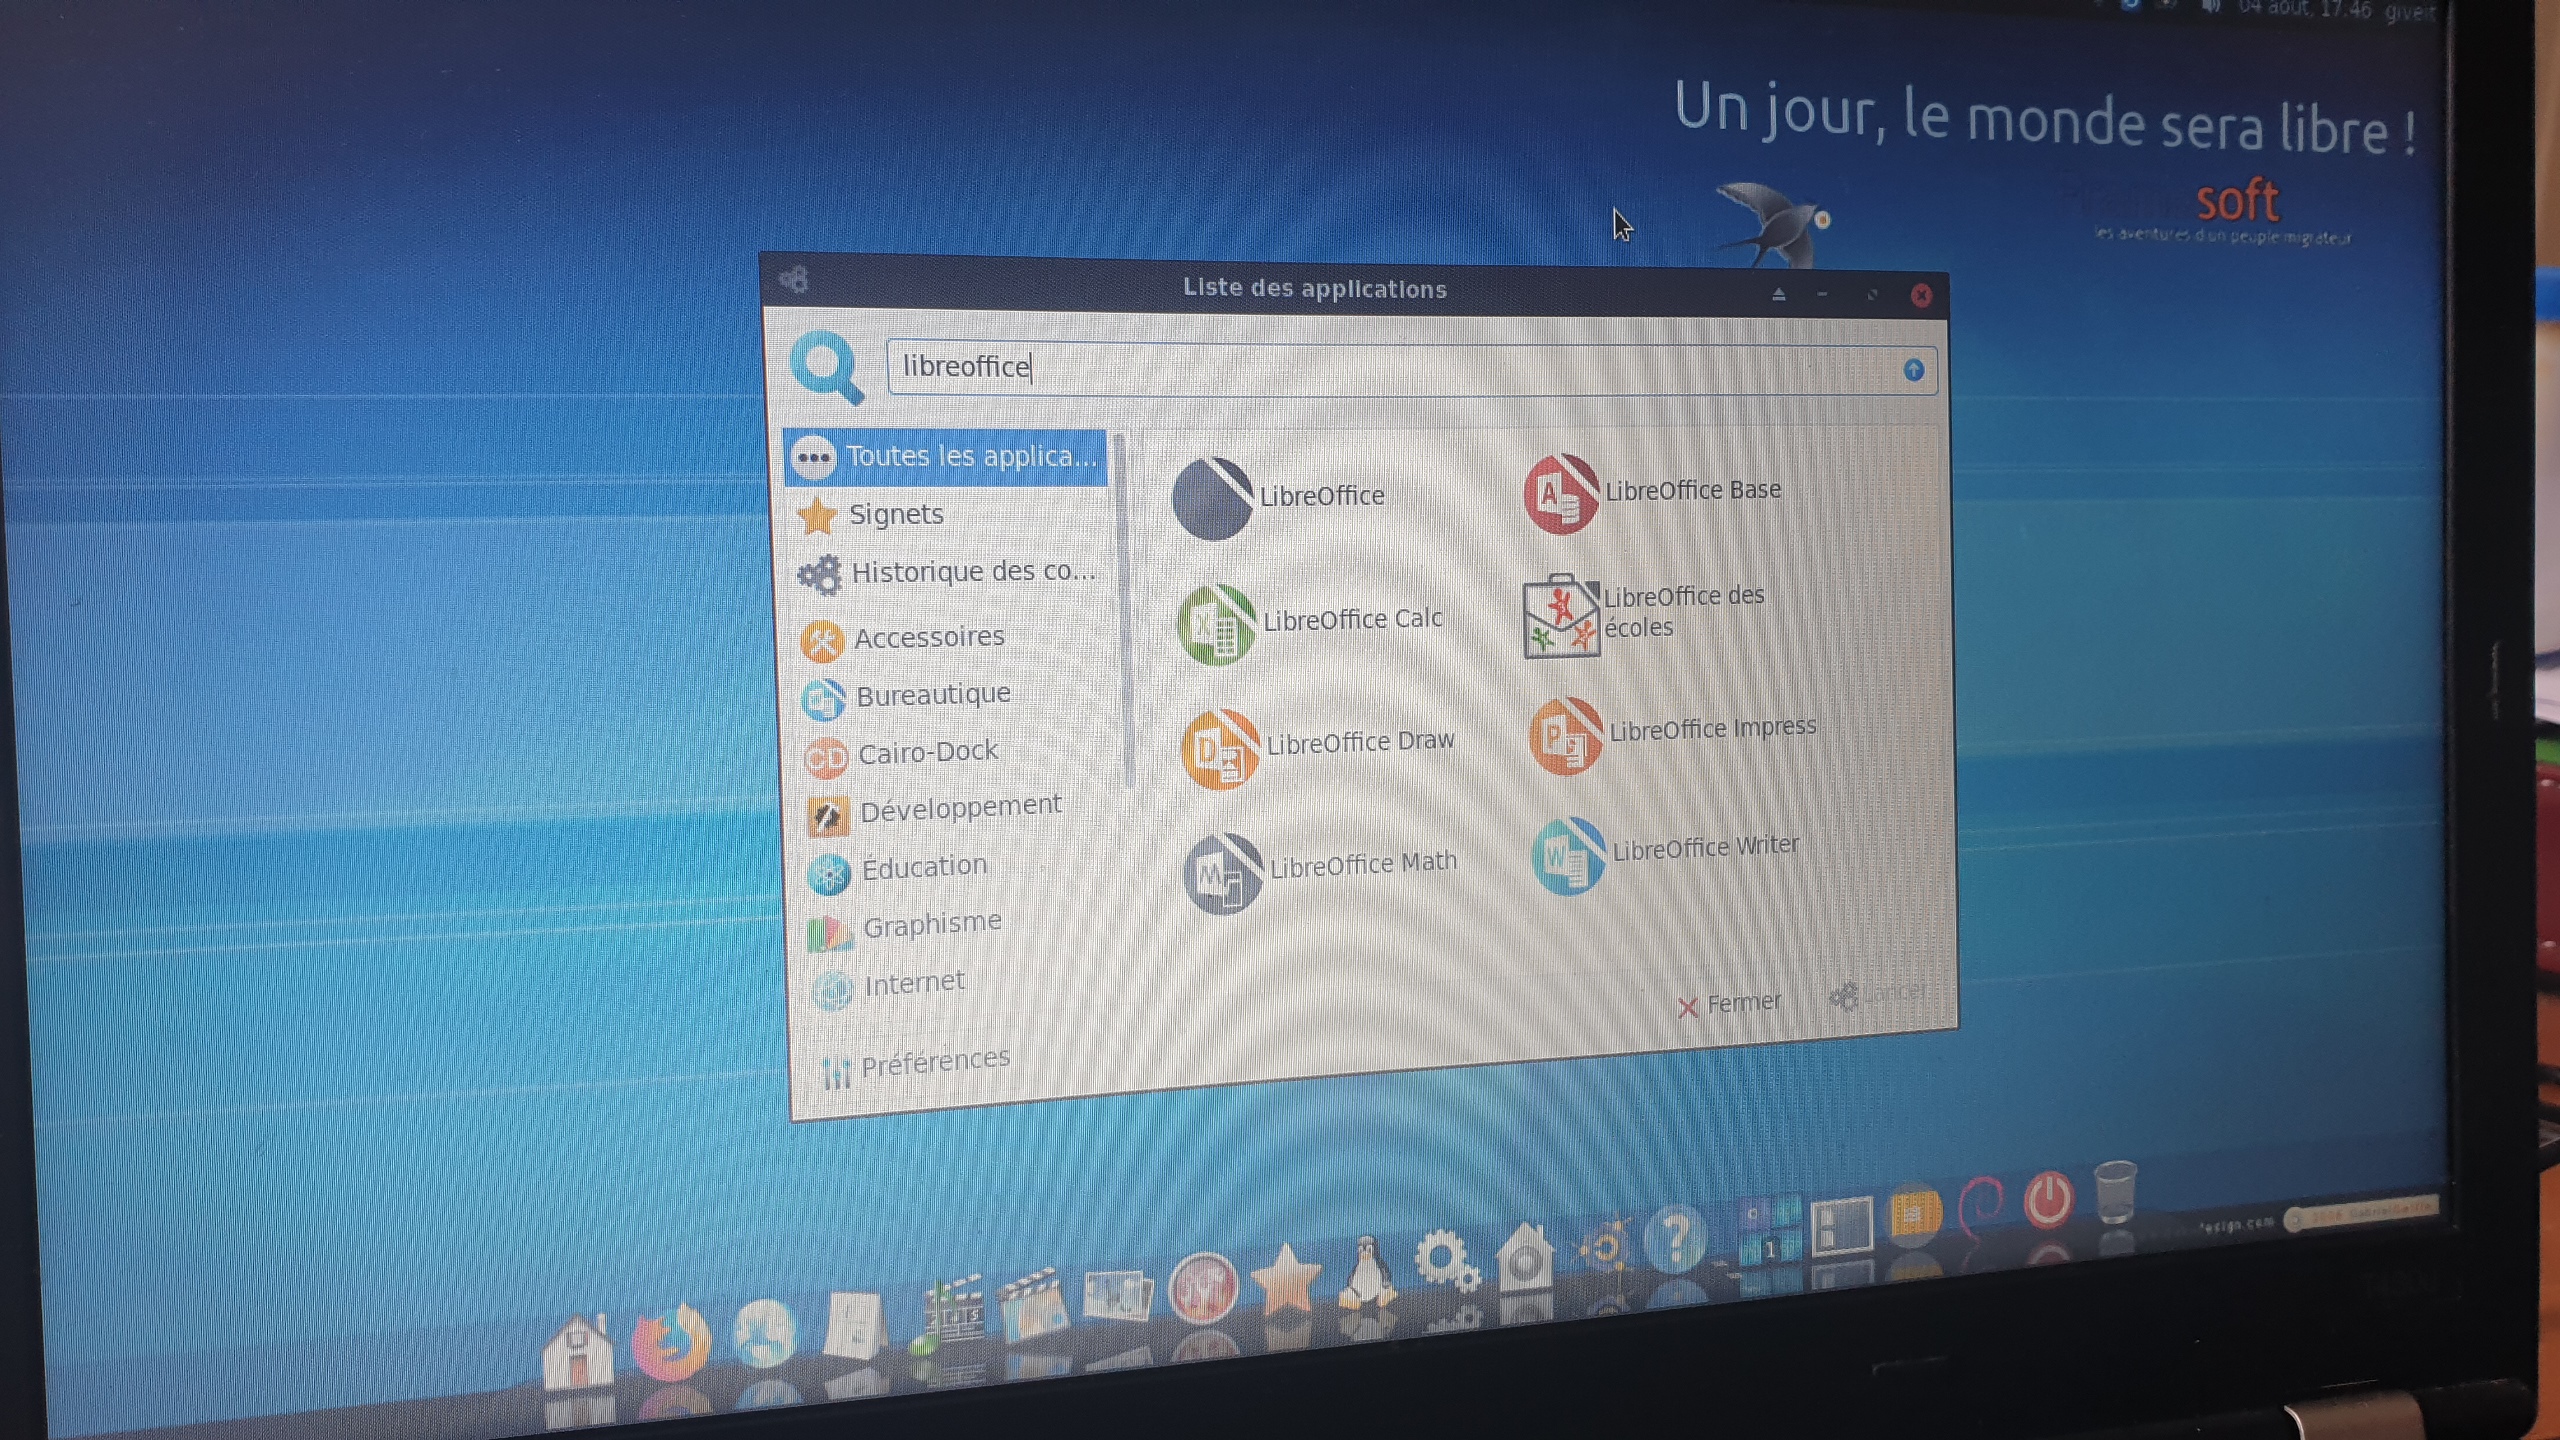 04 août, 17:46
Un jour, le monde sera libre !
soft
les aventures d'un peuple migrateur
Liste des applications
libreoffice
Toutes les applica...
Signets
Historique des co...
Accessoires
Bureautique
CD Cairo-Dock
Développement
Éducation
Graphisme
Internet
Préférences
LibreOffice
A LibreOffice Base
X LibreOffice Calc
LibreOffice des
écoles
D LibreOffice Draw
P LibreOffice Impress
M LibreOffice Math
W LibreOffice Writer
Fermer
Lancer
?
1